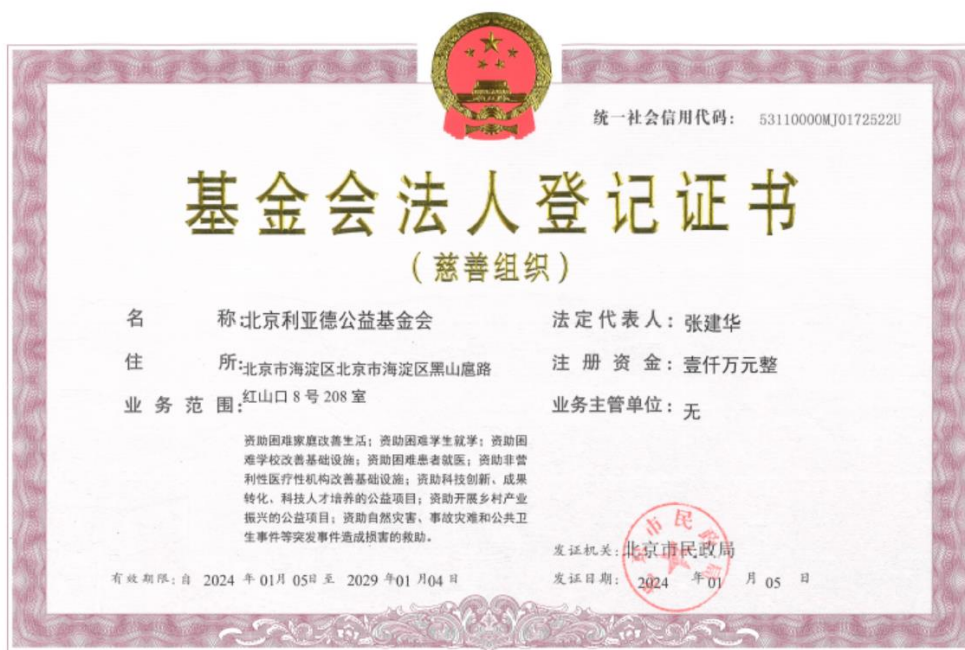 统一社会信用代码： 53110000MJ0172522U
基金会法人登记证书
（慈善组织）
名 称:北京利亚德公益基金会
法定代表人：张建华
住 所:北京市海淀区北京市海淀区黑山扈路
红山口8号208室
注册资金：壹仟万元整
业务范围:
业务主管单位：无
资助困难家庭改善生活；资助困难学生就学；资助困
难学校改善基础设施；资助困难患者就医；资助非营
利性医疗性机构改善基础设施；资助科技创新、成果
转化、科技人才培养的公益项目；资助开展乡村产业
振兴的公益项目；资助自然灾害、事故灾难和公共卫
生事件等突发事件造成损害的救助。
发证机关:北京市民政局
有效期限：自 2024 年 01月 05日 至 2029 年 01 月 04 日
发证日期： 2024 年 01 月 05 日
北京市民政局